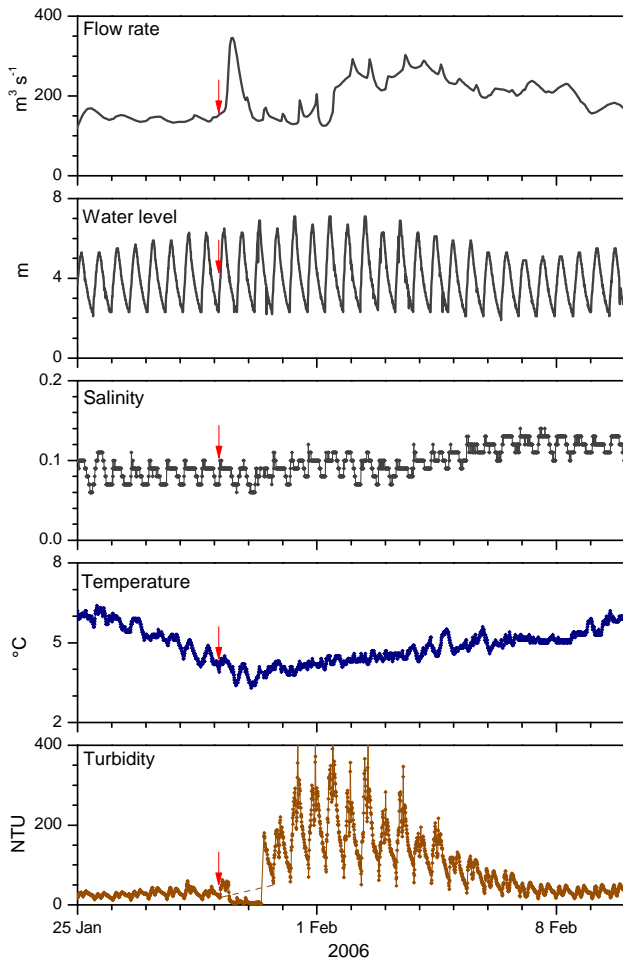 400
Flow rate
200
m³ s⁻¹
0
8
Water level
4
m
0
0.2
Salinity
0.1
0.0
8
Temperature
5
°C
2
400
Turbidity
200
NTU
0
25 Jan 1 Feb 8 Feb
2006